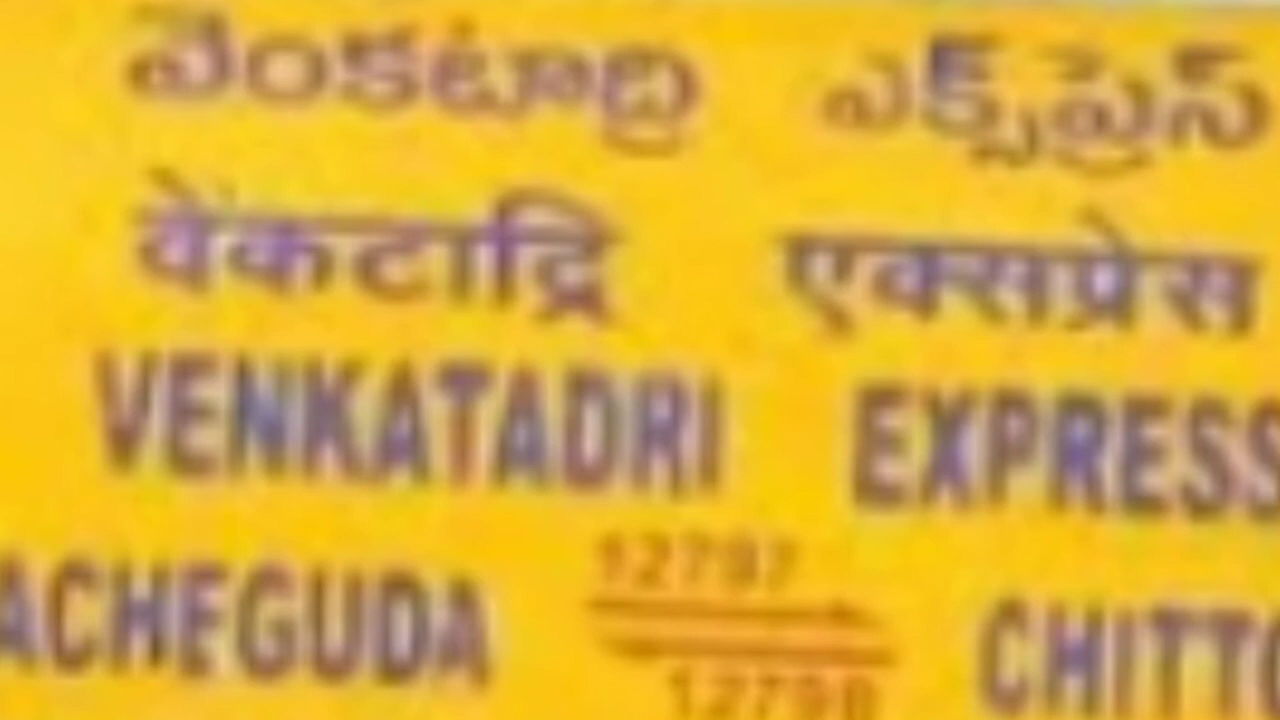 వెంకటాద్రి ఎక్స్‌ప్రెస్
वेंकटाद्रि एक्सप्रेस
VENKATADRI EXPRESS
ACHEGUDA 12797 CHITTO
12798